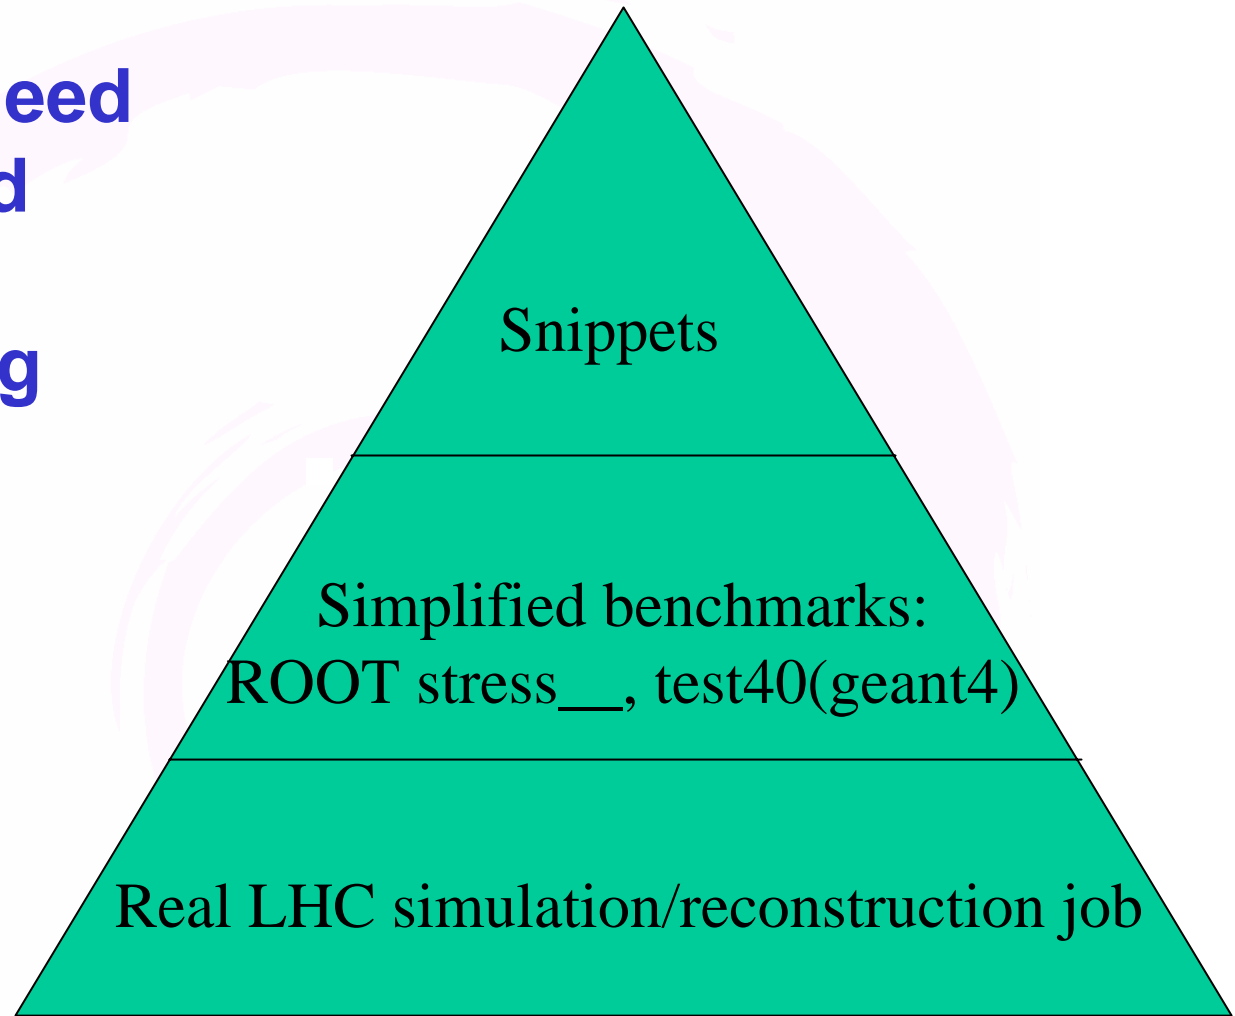 eed
d
g
Snippets
Simplified benchmarks:
ROOT stress__, test40(geant4)
Real LHC simulation/reconstruction job